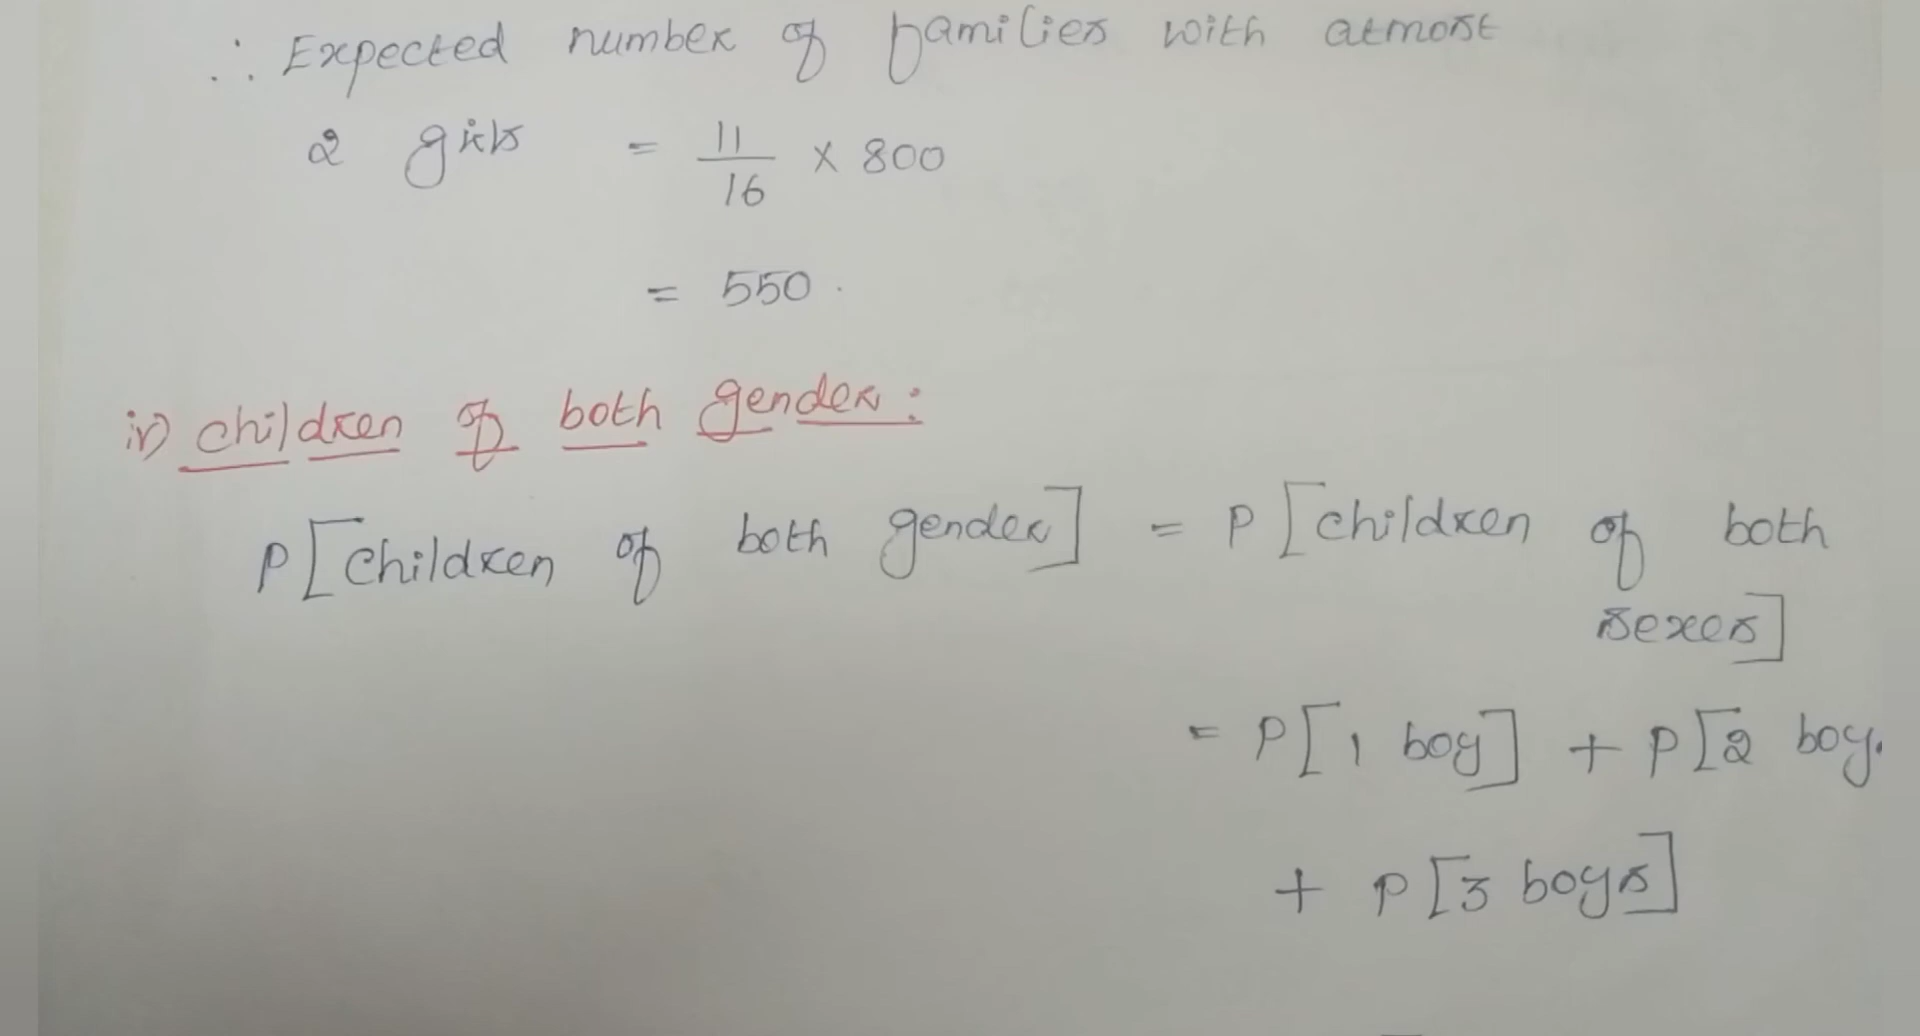 ∴ Expected number of families with atmost
2 girls = 11/16 × 800
= 550.
iv) children of both gender:
P[children of both gender] = P[children of both
sexes]
= P[1 boy] + P[2 boy
+ P[3 boys]